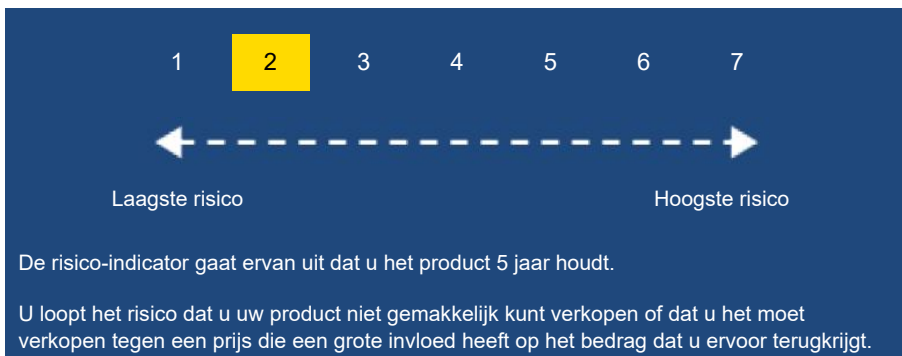 1 2 3 4 5 6 7
Laagste risico Hoogste risico
De risico-indicator gaat ervan uit dat u het product 5 jaar houdt.
U loopt het risico dat u uw product niet gemakkelijk kunt verkopen of dat u het moet
verkopen tegen een prijs die een grote invloed heeft op het bedrag dat u ervoor terugkrijgt.